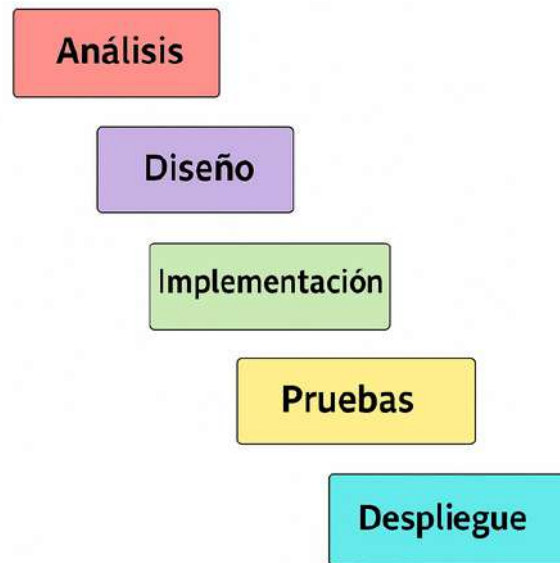 Análisis
Diseño
Implementación
Pruebas
Despliegue